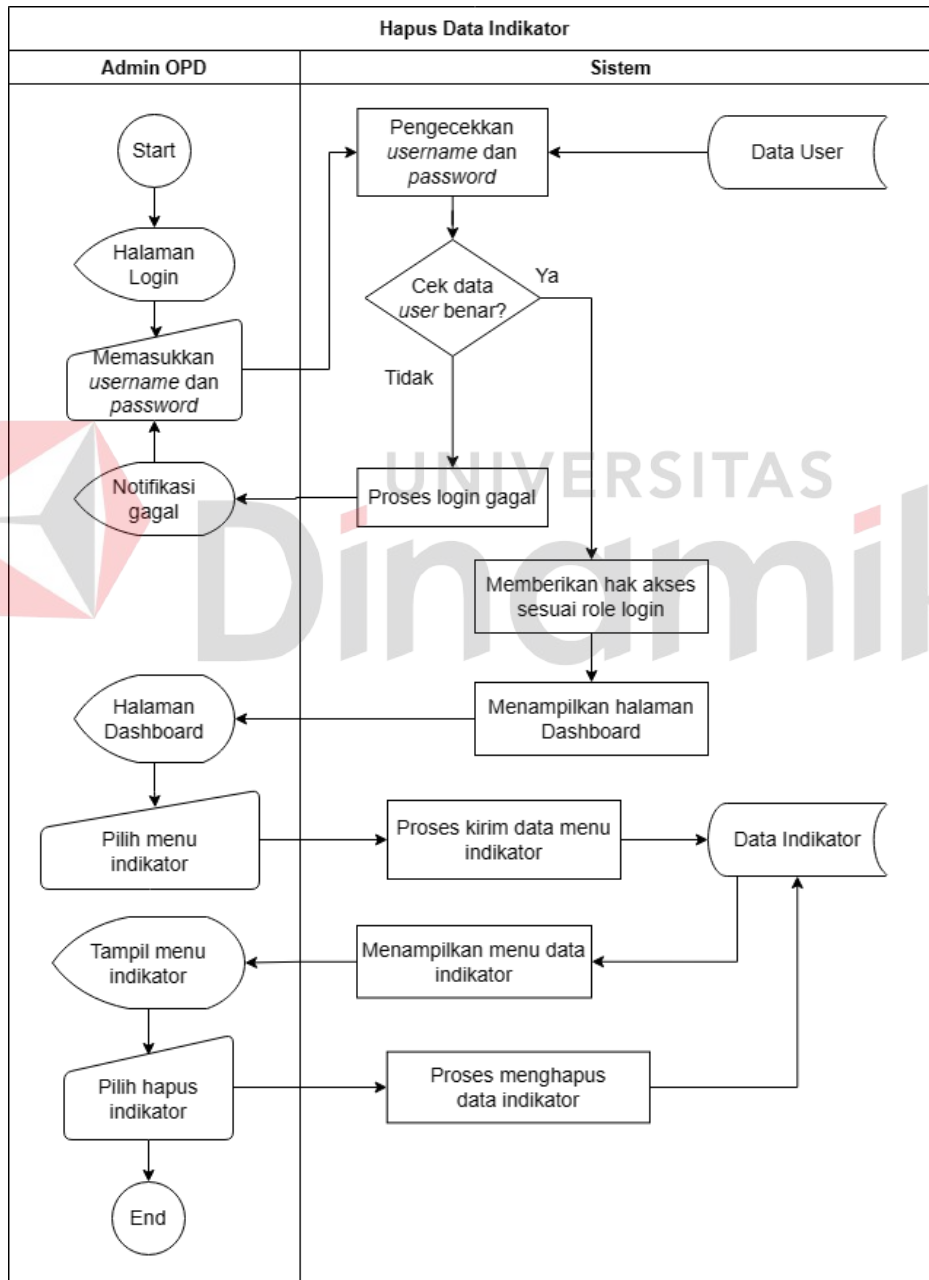 Hapus Data Indikator
Admin OPD
Sistem
Start
Pengecekkan
username dan
password
Data User
Halaman
Login
Cek data
user benar?
Ya
Tidak
Memasukkan
username dan
password
Notifikasi
gagal
Proses login gagal
UNIVERSITAS
Dinamik
Memberikan hak akses
sesuai role login
Halaman
Dashboard
Menampilkan halaman
Dashboard
Pilih menu
indikator
Proses kirim data menu
indikator
Data Indikator
Tampil menu
indikator
Menampilkan menu data
indikator
Pilih hapus
indikator
Proses menghapus
data indikator
End